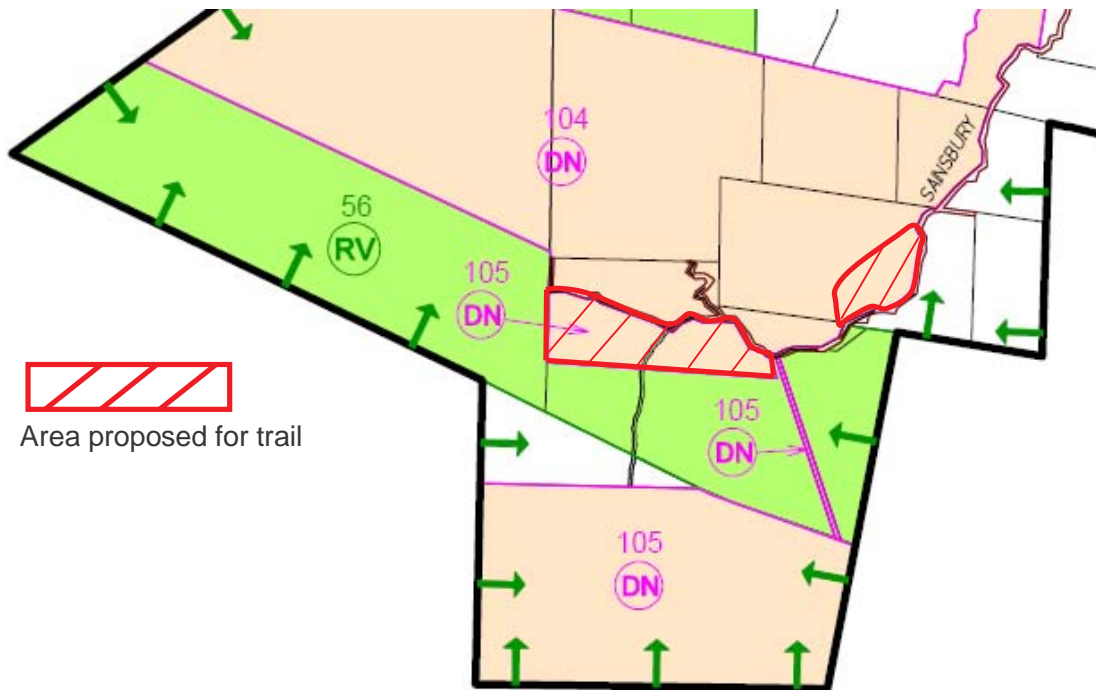 SANSBURY
104
DN
56
RV
105
DN
Area proposed for trail
105
DN
105
DN